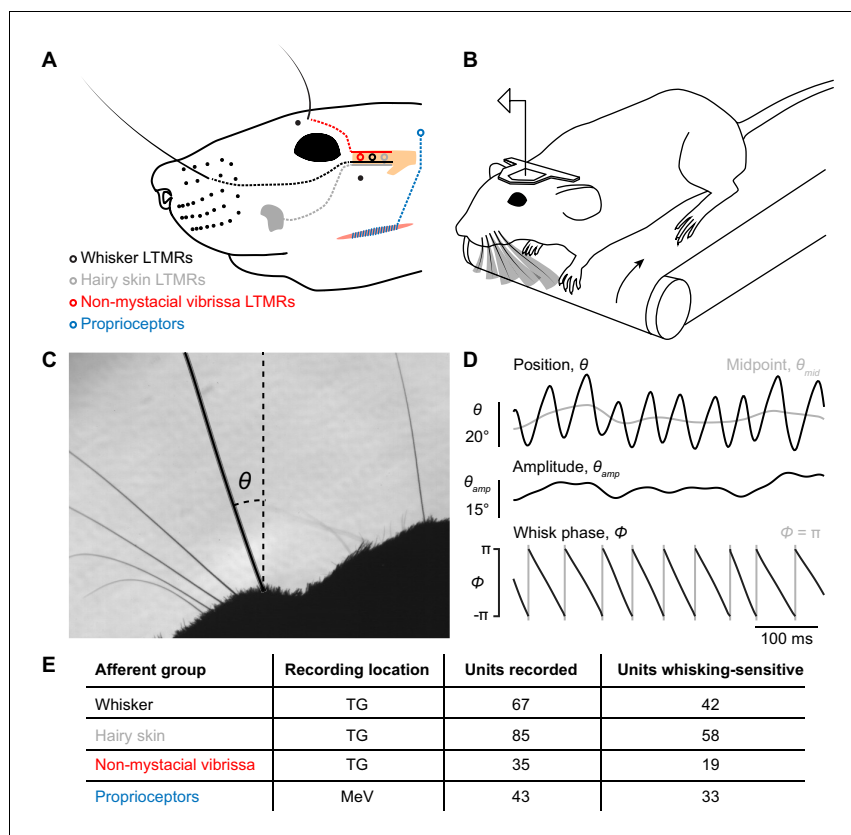 A
B
Whisker LTMRs
Hairy skin LTMRs
Non-mystacial vibrissa LTMRs
Proprioceptors
C
θ
D
Position, θ
Midpoint, θmid
θ
20°
Amplitude, θamp
θamp
15°
Whisk phase, Φ
Φ = π
π
Φ
-π
100 ms
E
Afferent group Recording location Units recorded Units whisking-sensitive
Whisker TG 67 42
Hairy skin TG 85 58
Non-mystacial vibrissa TG 35 19
Proprioceptors MeV 43 33